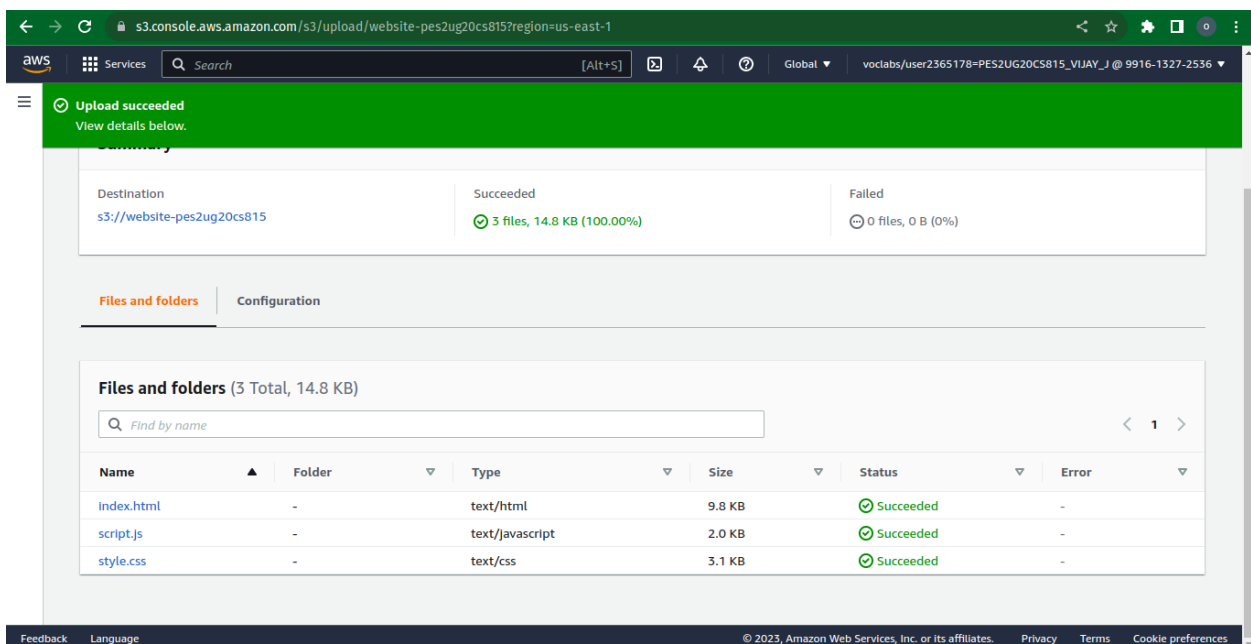 s3.console.aws.amazon.com/s3/upload/website-pes2ug20cs815?region=us-east-1
o
aws Services Search [Alt+S] Global voclabs/user2365178=PES2UG20CS815_VIJAY_J @ 9916-1327-2536
Upload succeeded
View details below.
Summary
Destination Succeeded Failed
s3://website-pes2ug20cs815 3 files, 14.8 KB (100.00%) 0 files, 0 B (0%)
Files and folders Configuration
Files and folders (3 Total, 14.8 KB)
Find by name 1
Name Folder Type Size Status Error
index.html - text/html 9.8 KB Succeeded -
script.js - text/javascript 2.0 KB Succeeded -
style.css - text/css 3.1 KB Succeeded -
Feedback Language © 2023, Amazon Web Services, Inc. or its affiliates. Privacy Terms Cookie preferences